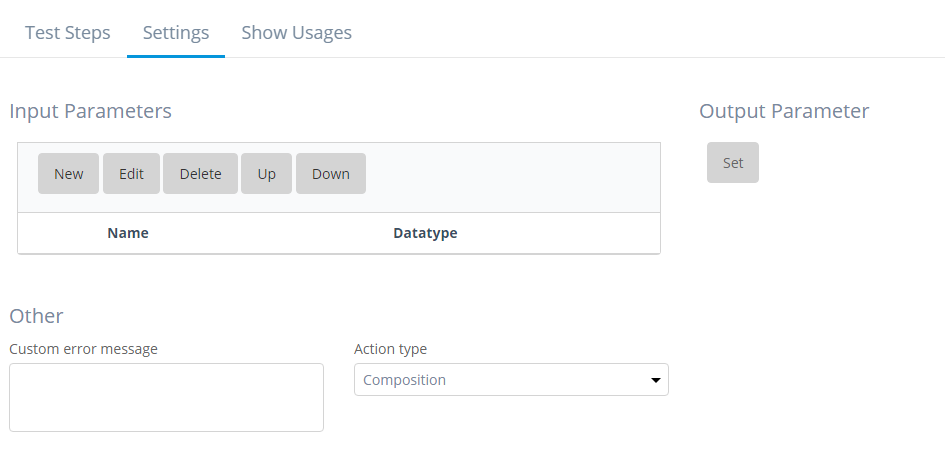 Test Steps Settings Show Usages
Input Parameters
New Edit Delete Up Down
Name Datatype
Output Parameter
Set
Other
Custom error message
Action type
Composition